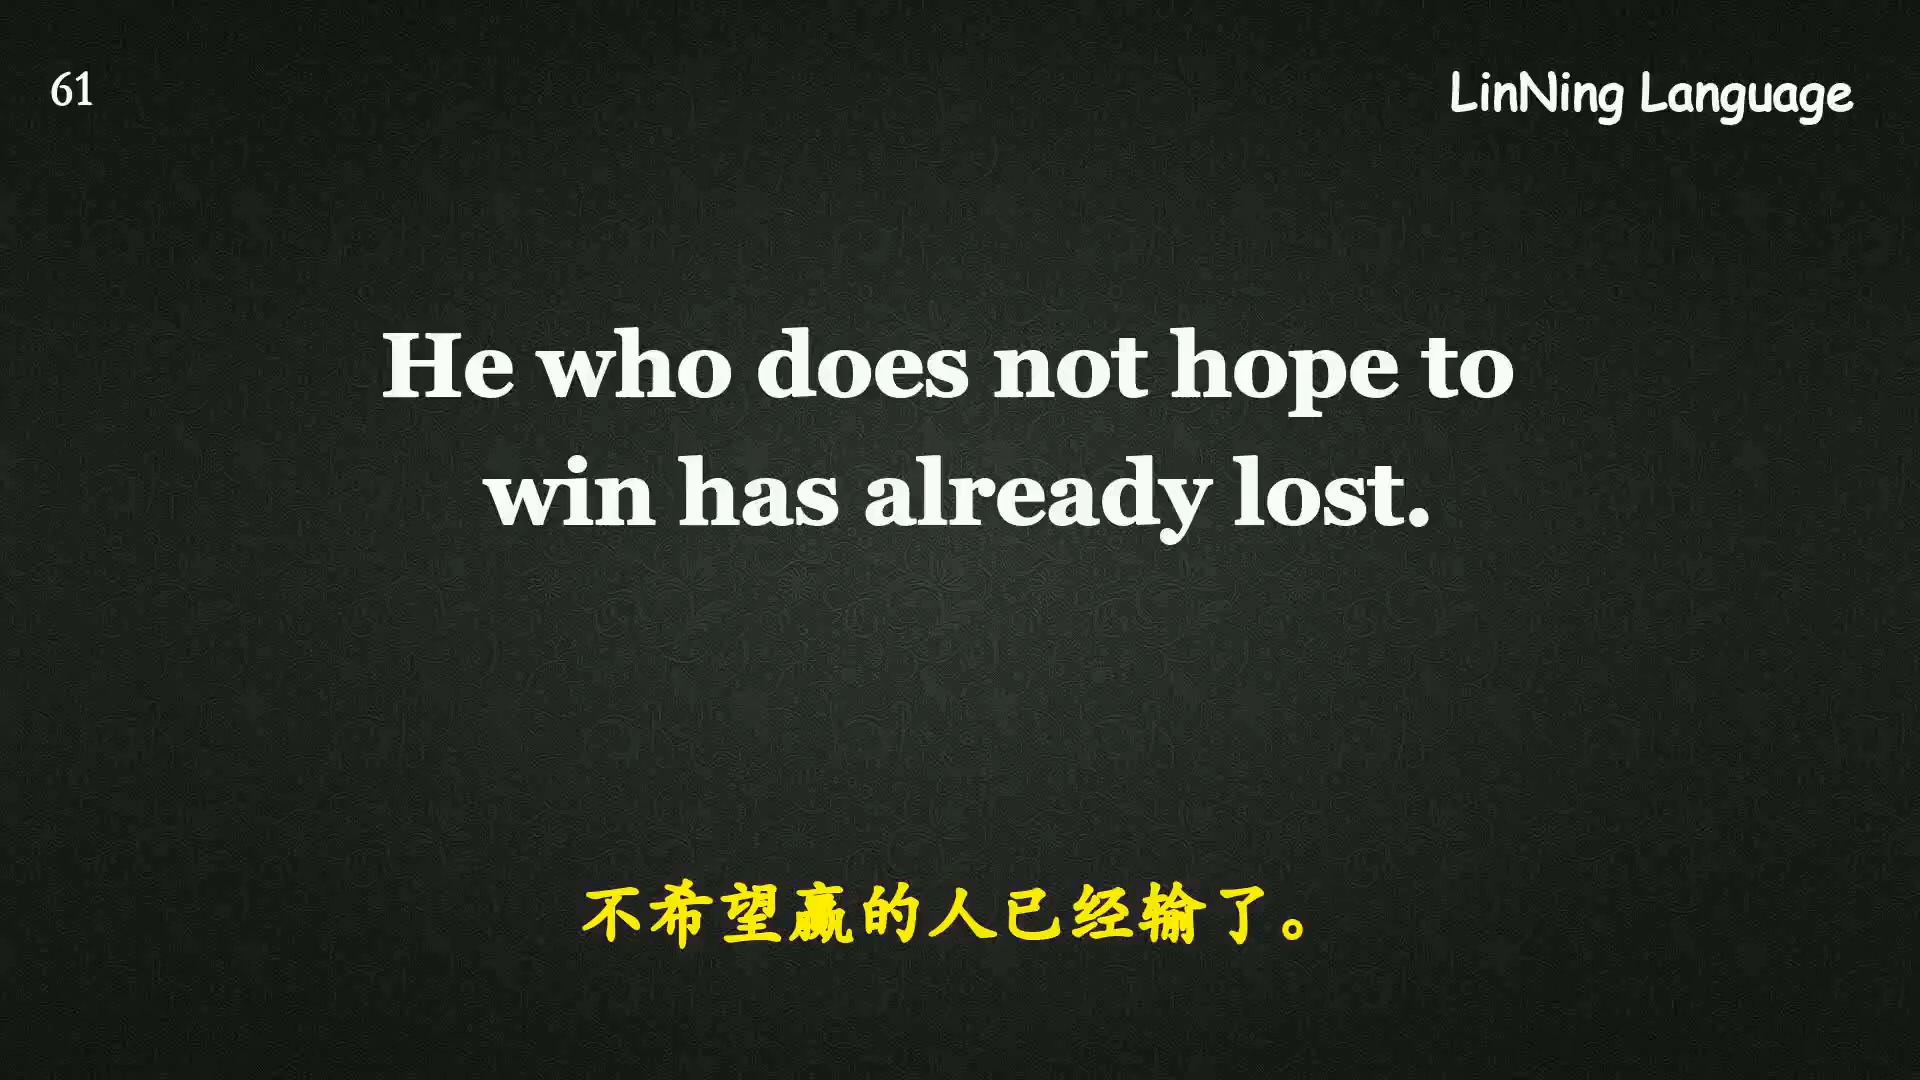 61
LinNing Language
He who does not hope to
win has already lost.
不希望赢的人已经输了。